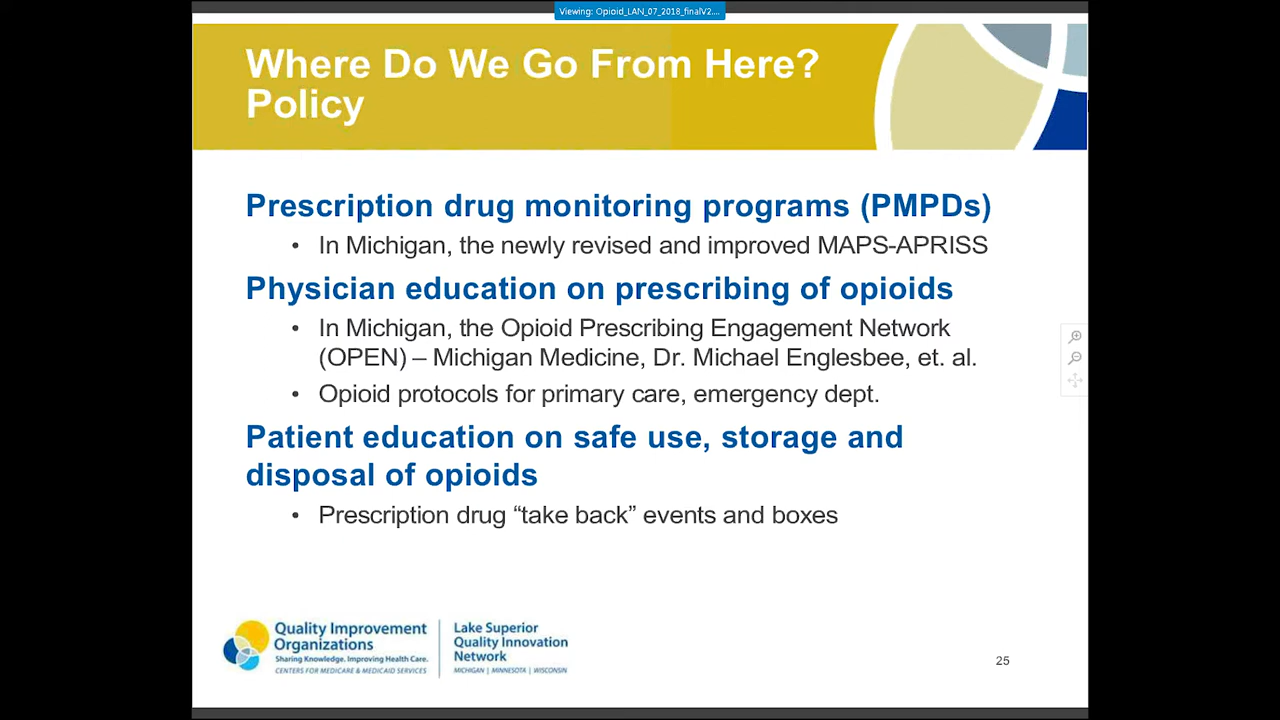 Viewing: Opioid_LAN_07_2018_finalV2....
Where Do We Go From Here?
Policy
Prescription drug monitoring programs (PMPDs)
• In Michigan, the newly revised and improved MAPS-APRISS
Physician education on prescribing of opioids
• In Michigan, the Opioid Prescribing Engagement Network
(OPEN) – Michigan Medicine, Dr. Michael Englesbee, et. al.
• Opioid protocols for primary care, emergency dept.
Patient education on safe use, storage and
disposal of opioids
• Prescription drug “take back” events and boxes
Quality Improvement
Organizations
Sharing Knowledge. Improving Health Care.
CENTERS FOR MEDICARE & MEDICAID SERVICES
Lake Superior
Quality Innovation
Network
MICHIGAN | MINNESOTA | WISCONSIN
25